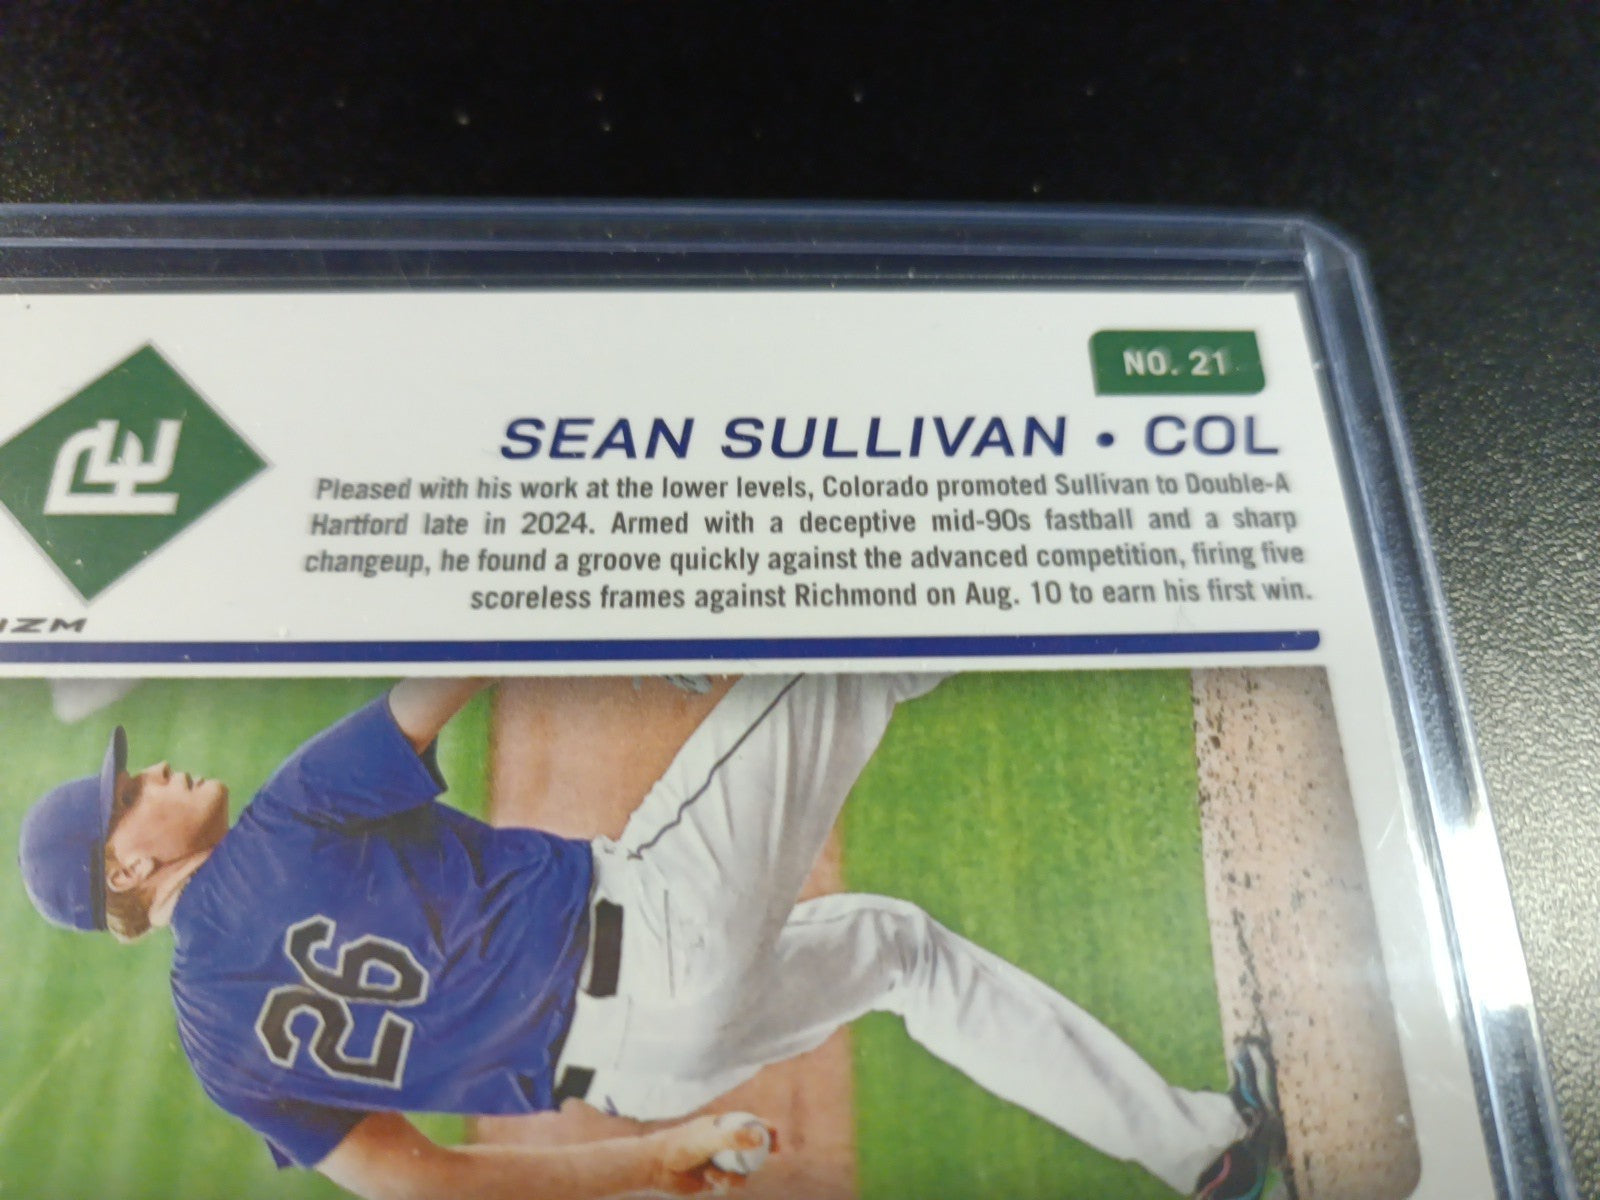 NO. 21
SEAN SULLIVAN • COL
Pleased with his work at the lower levels, Colorado promoted Sullivan to Double-A
Hartford late in 2024. Armed with a deceptive mid-90s fastball and a sharp
changeup, he found a groove quickly against the advanced competition, firing five
scoreless frames against Richmond on Aug. 10 to earn his first win.
IZM
26